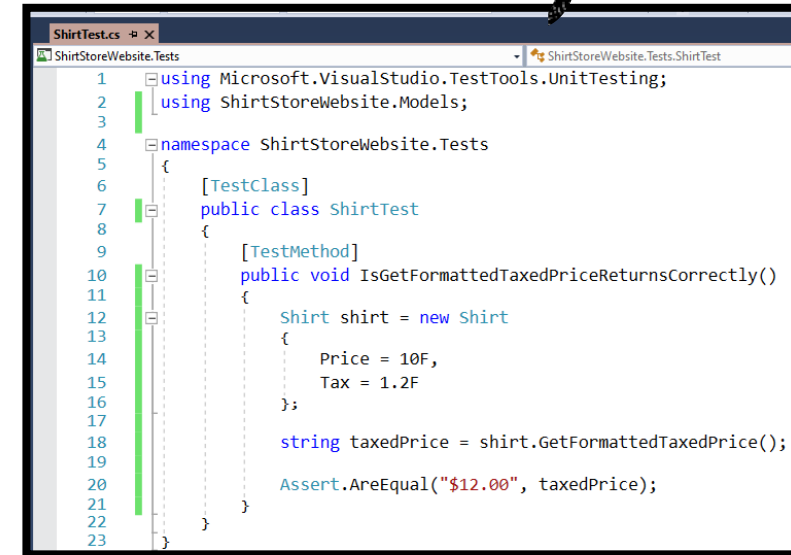 ShirtTest.cs
ShirtStoreWebsite.Tests ShirtStoreWebsite.Tests.ShirtTest
1 using Microsoft.VisualStudio.TestTools.UnitTesting;
2 using ShirtStoreWebsite.Models;
3
4 namespace ShirtStoreWebsite.Tests
5 {
6 [TestClass]
7 public class ShirtTest
8 {
9 [TestMethod]
10 public void IsGetFormattedTaxedPriceReturnsCorrectly()
11 {
12 Shirt shirt = new Shirt
13 {
14 Price = 10F,
15 Tax = 1.2F
16 };
17
18 string taxedPrice = shirt.GetFormattedTaxedPrice();
19
20 Assert.AreEqual("$12.00", taxedPrice);
21 }
22 }
23 }